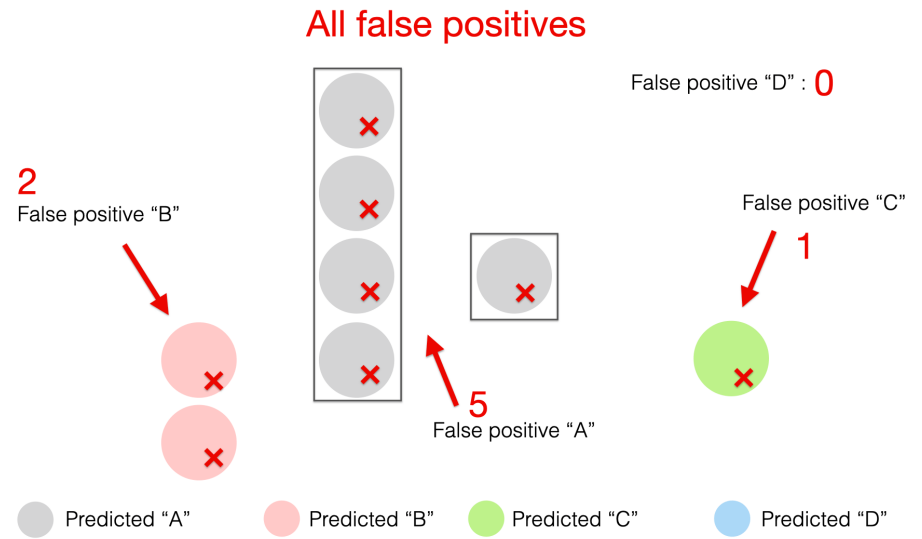 All false positives
False positive “D” : 0
2
False positive “B”
False positive “C”
1
5
False positive “A”
Predicted “A”
Predicted “B”
Predicted “C”
Predicted “D”